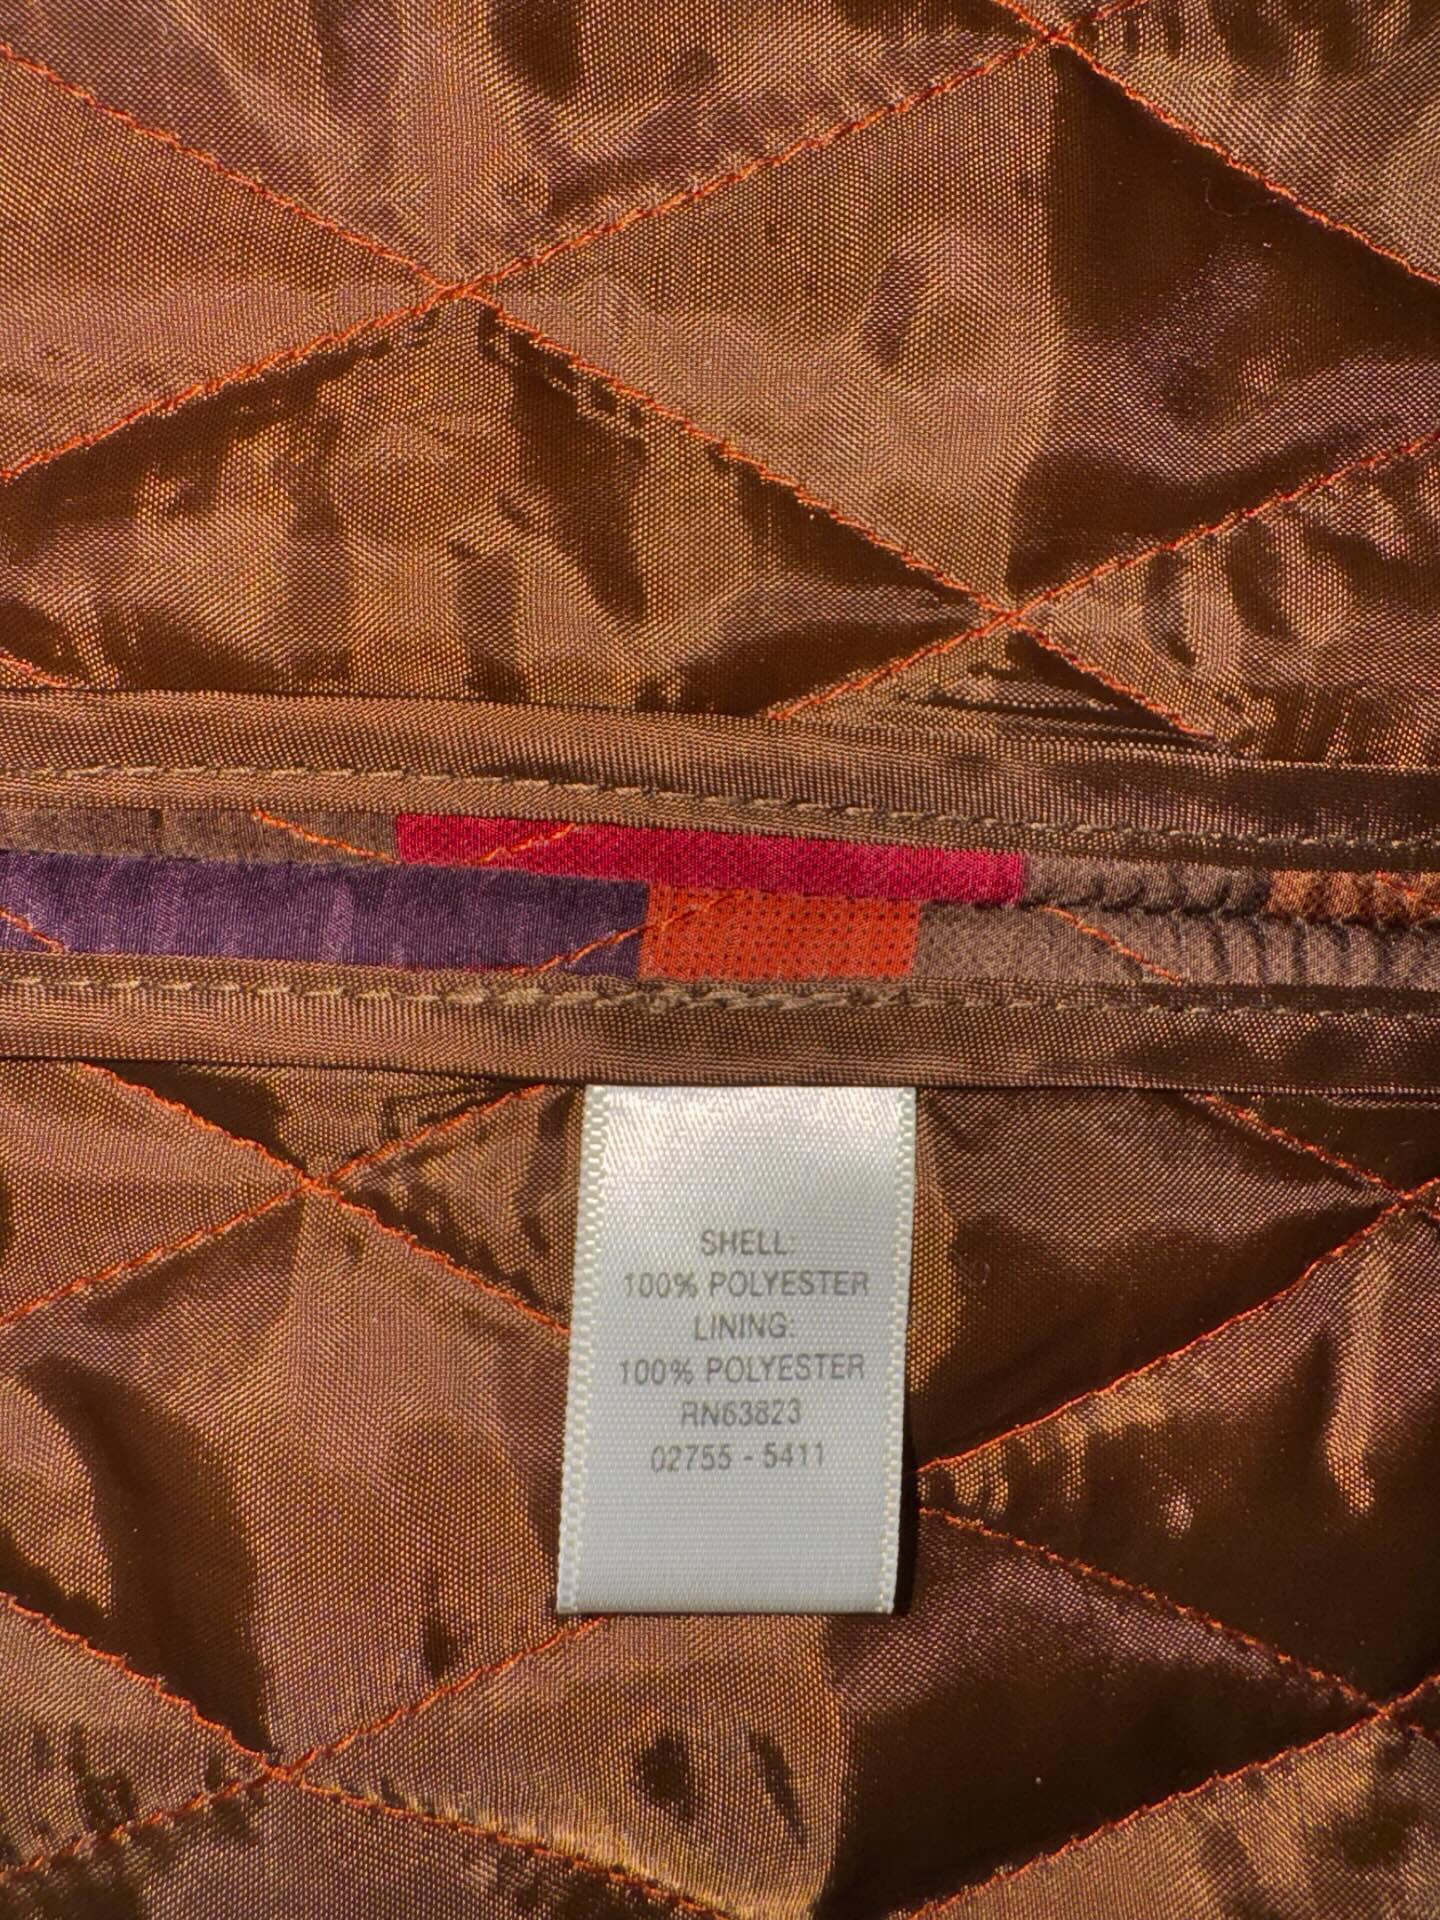 SHELL:
100% POLYESTER
LINING:
100% POLYESTER
RN63823
02755 - 5411